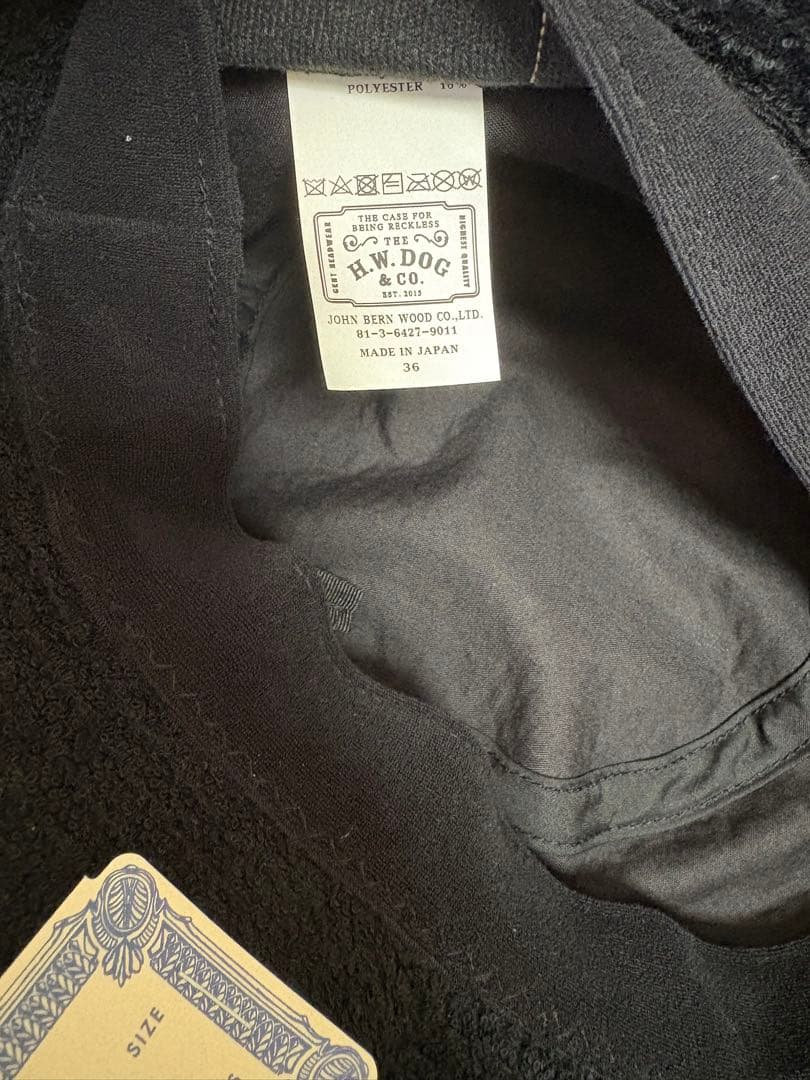 POLYESTER 10%
THE CASE FOR
BEING RECKLESS
GENT HEADWEAR
THE
H.W.DOG
& CO.
EST. 2015
HIGHEST QUALITY
JOHN BERN WOOD CO.,LTD.
81-3-6427-9011
MADE IN JAPAN
36
SIZE